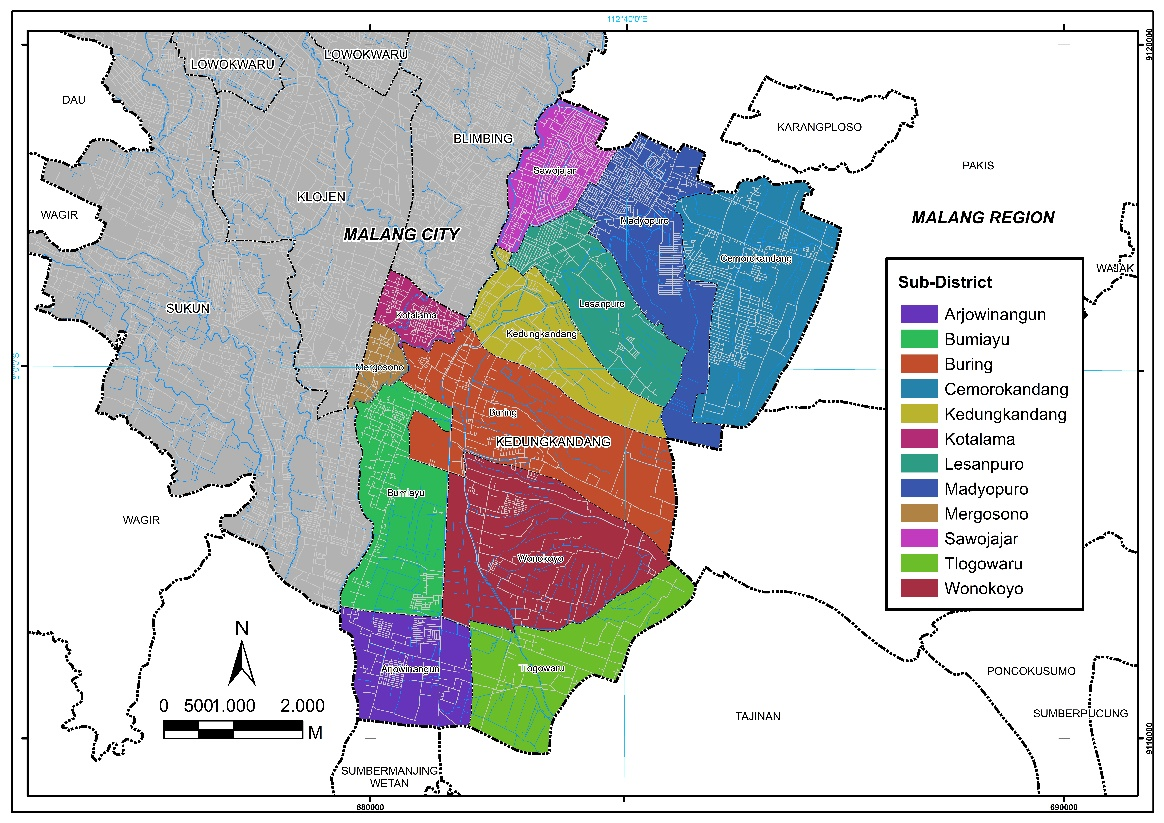 112°40'0"E
9120000
LOWOKWARU
LOWOKWARU
DAU
KARANGPLOSO
BLIMBING
PAKIS
Sawojajar
KLOJEN
WAGIR
Madyopuro
MALANG REGION
MALANG CITY
Cemorokandang
WAJAK
Sub-District
Arjowinangun
Bumiayu
Buring
Cemorokandang
Kedungkandang
Kotalama
Lesanpuro
Madyopuro
Mergosono
Sawojajar
Tlogowaru
Wonokoyo
SUKUN
Lesanpuro
Kotalama
Kedungkandang
Mergosono
Buring
KEDUNGKANDANG
Bumiayu
WAGIR
Wonokoyo
N
Arjowinangun
Tlogowaru
PONCOKUSUMO
0 5001.000 2.000
M
SUMBERPUCUNG
TAJINAN
9110000
SUMBERMANJING
WETAN
680000
690000